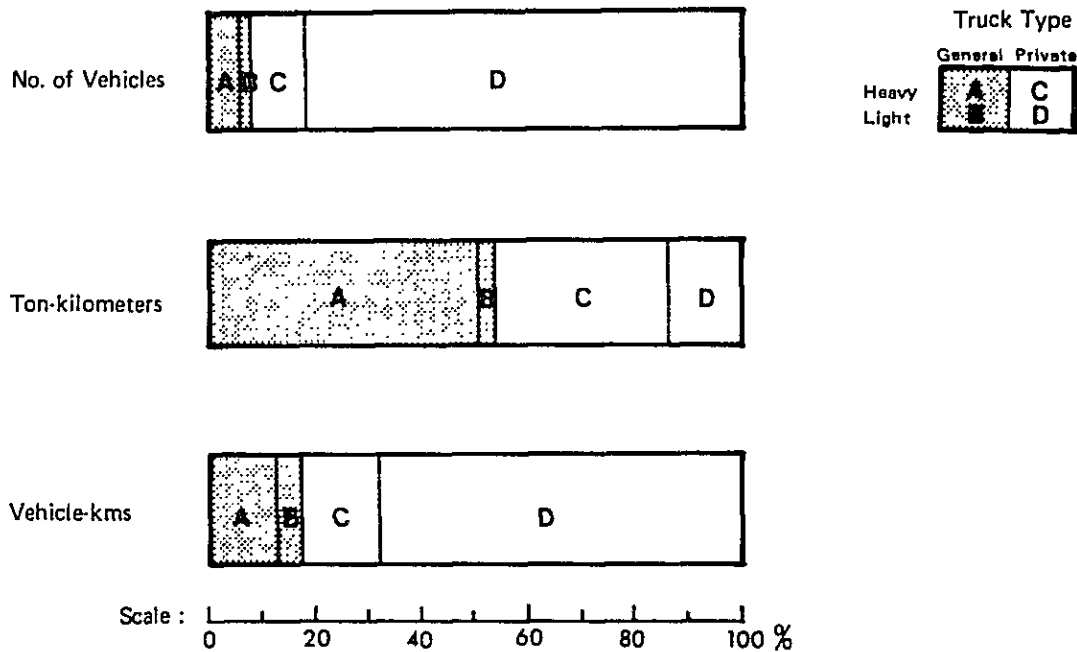 Truck Type
General Private
Heavy A C
Light D
No. of Vehicles A B C D
Ton-kilometers A B C D
Vehicle-kms A B C D
Scale : 0 20 40 60 80 100 %